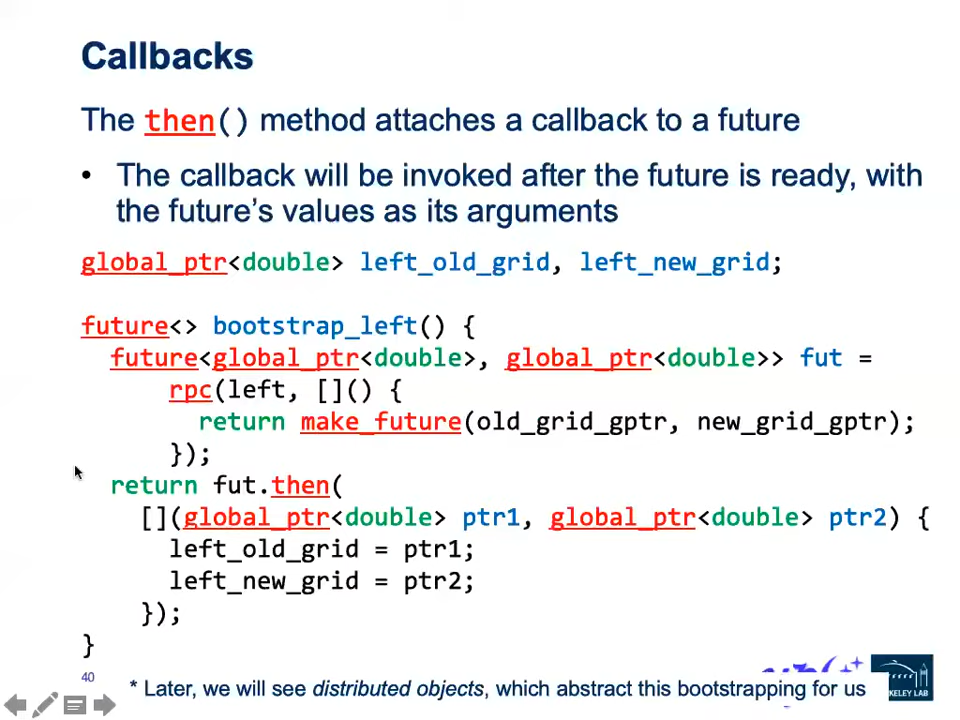 Callbacks
The then() method attaches a callback to a future
• The callback will be invoked after the future is ready, with
the future's values as its arguments
global_ptr<double> left_old_grid, left_new_grid;
future<> bootstrap_left() {
future<global_ptr<double>, global_ptr<double>> fut =
rpc(left, []() {
return make_future(old_grid_gptr, new_grid_gptr);
});
return fut.then(
[](global_ptr<double> ptr1, global_ptr<double> ptr2) {
left_old_grid = ptr1;
left_new_grid = ptr2;
});
}
40
* Later, we will see distributed objects, which abstract this bootstrapping for us
KELEY LAB